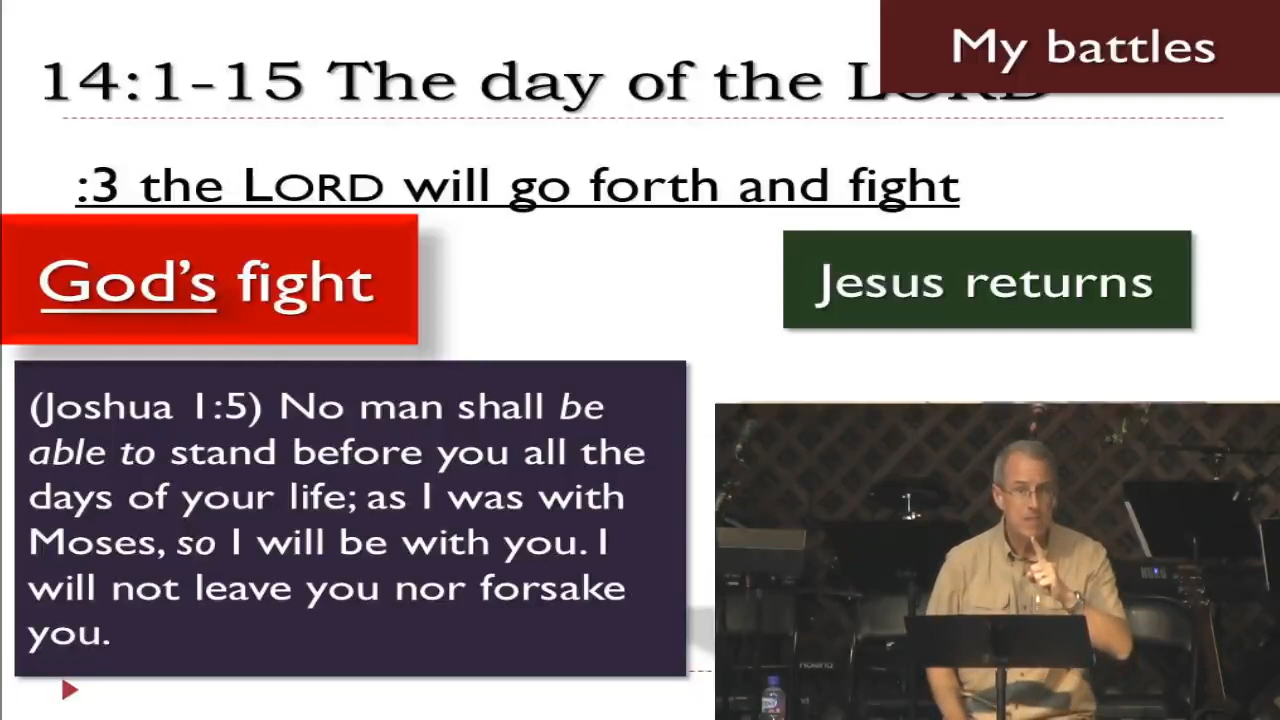 My battles
14:1-15 The day of the LORD
:3 the LORD will go forth and fight
God's fight
Jesus returns
(Joshua 1:5) No man shall be
able to stand before you all the
days of your life; as I was with
Moses, so I will be with you. I
will not leave you nor forsake
you.
KORG